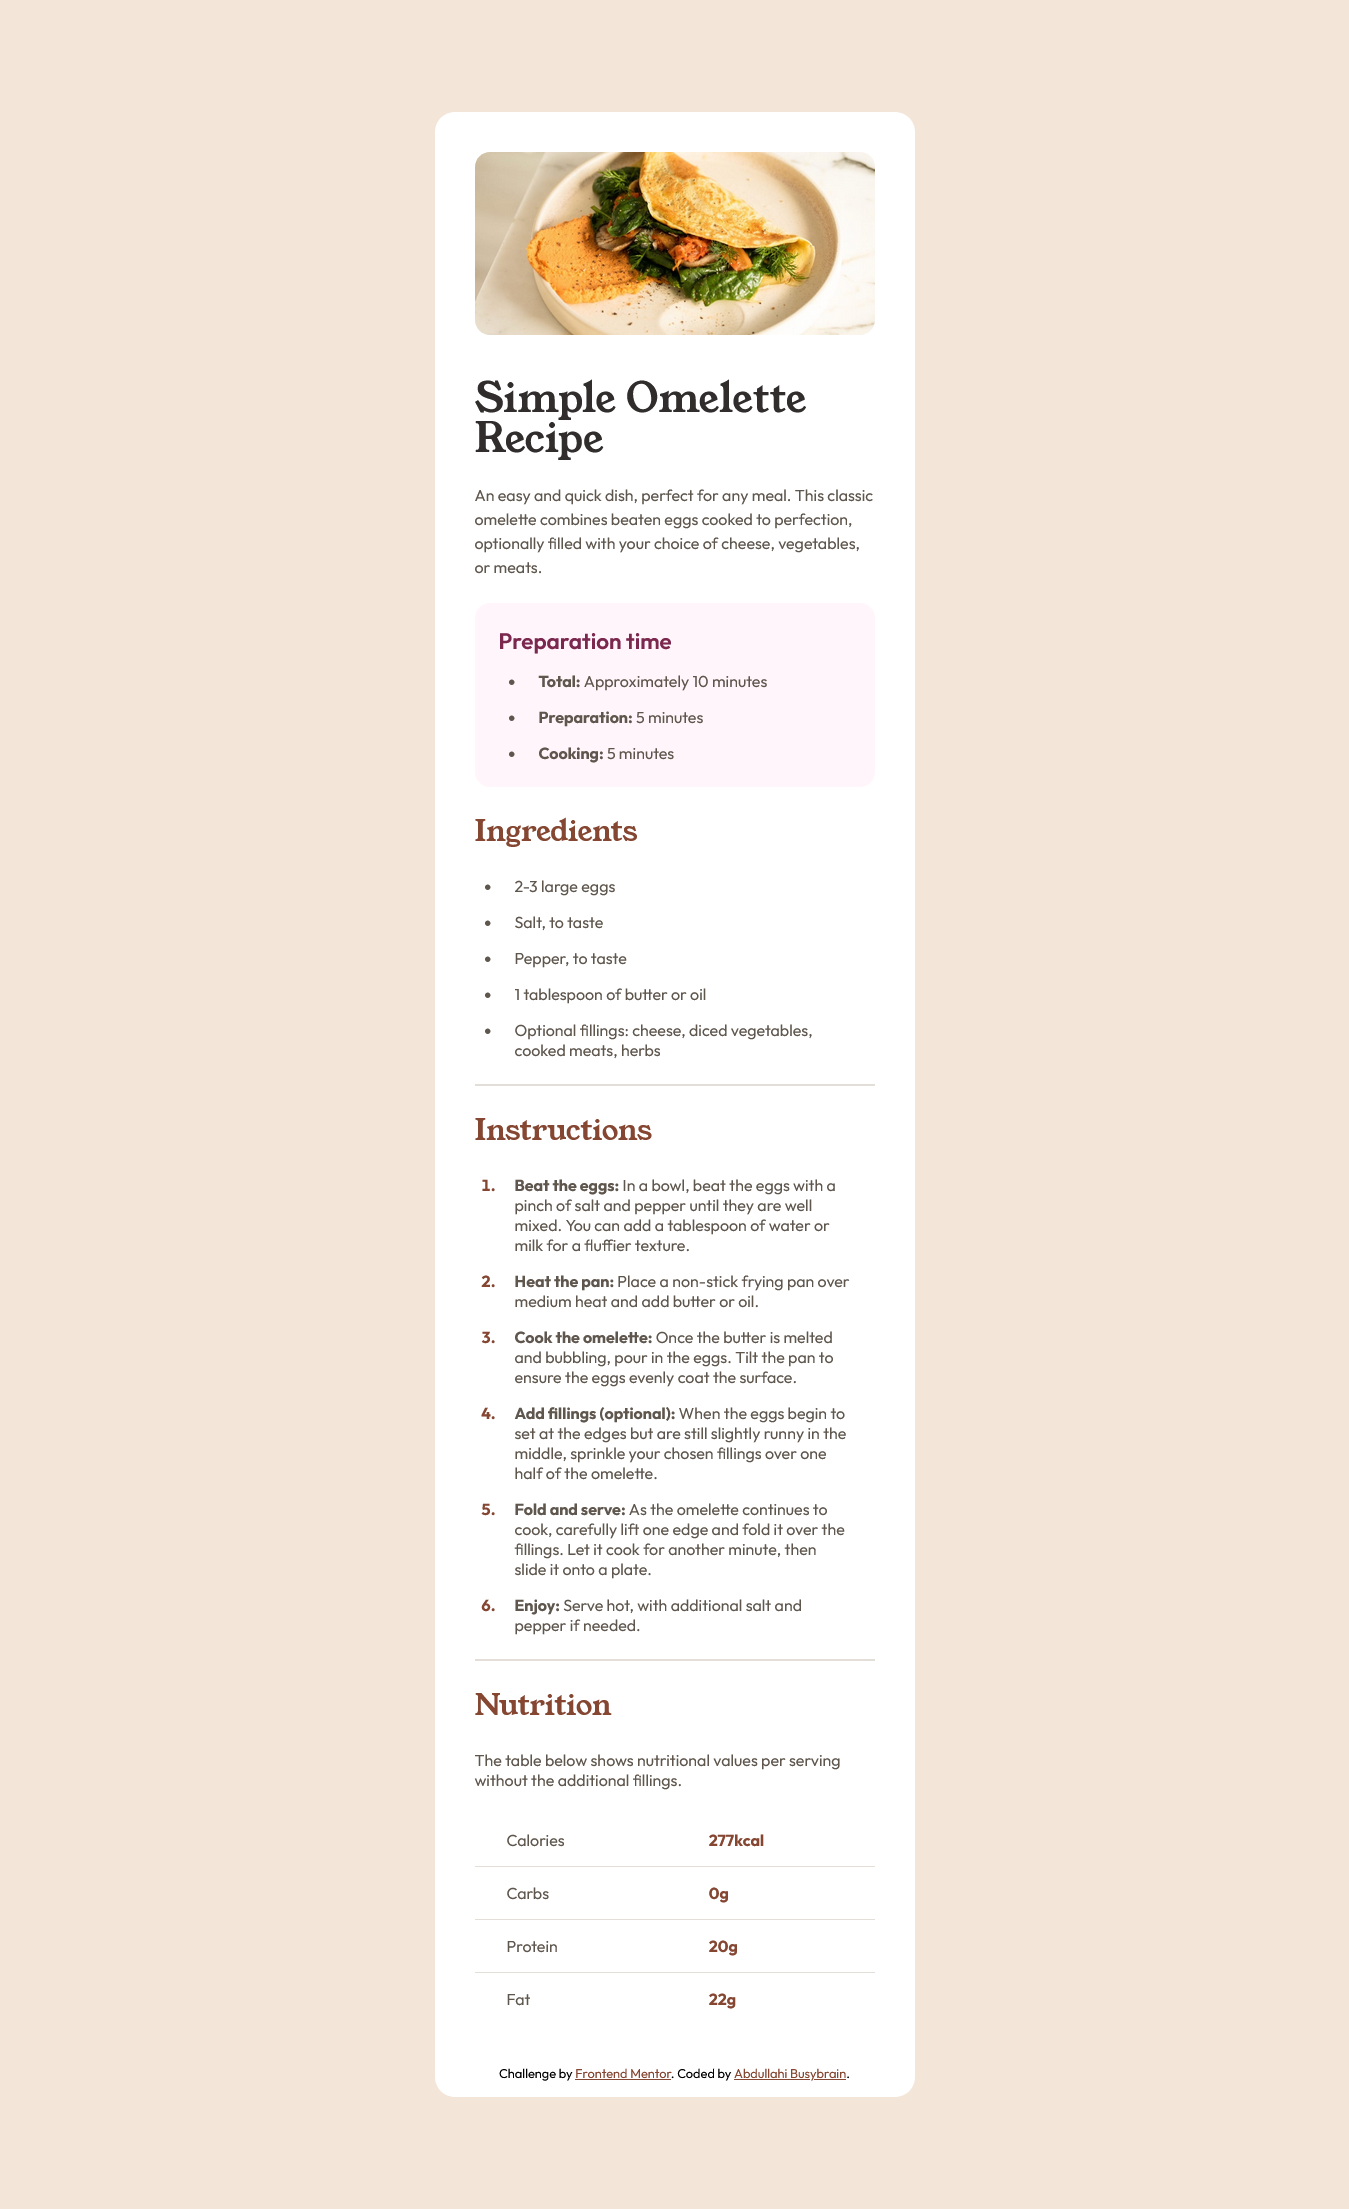 Simple Omelette
Recipe
An easy and quick dish, perfect for any meal. This classic
omelette combines beaten eggs cooked to perfection,
optionally filled with your choice of cheese, vegetables,
or meats.
Preparation time
• Total: Approximately 10 minutes
• Preparation: 5 minutes
• Cooking: 5 minutes
Ingredients
• 2-3 large eggs
• Salt, to taste
• Pepper, to taste
• 1 tablespoon of butter or oil
• Optional fillings: cheese, diced vegetables,
cooked meats, herbs
Instructions
1. Beat the eggs: In a bowl, beat the eggs with a
pinch of salt and pepper until they are well
mixed. You can add a tablespoon of water or
milk for a fluffier texture.
2. Heat the pan: Place a non-stick frying pan over
medium heat and add butter or oil.
3. Cook the omelette: Once the butter is melted
and bubbling, pour in the eggs. Tilt the pan to
ensure the eggs evenly coat the surface.
4. Add fillings (optional): When the eggs begin to
set at the edges but are still slightly runny in the
middle, sprinkle your chosen fillings over one
half of the omelette.
5. Fold and serve: As the omelette continues to
cook, carefully lift one edge and fold it over the
fillings. Let it cook for another minute, then
slide it onto a plate.
6. Enjoy: Serve hot, with additional salt and
pepper if needed.
Nutrition
The table below shows nutritional values per serving
without the additional fillings.
Calories 277kcal
Carbs 0g
Protein 20g
Fat 22g
Challenge by Frontend Mentor. Coded by Abdullahi Busybrain.